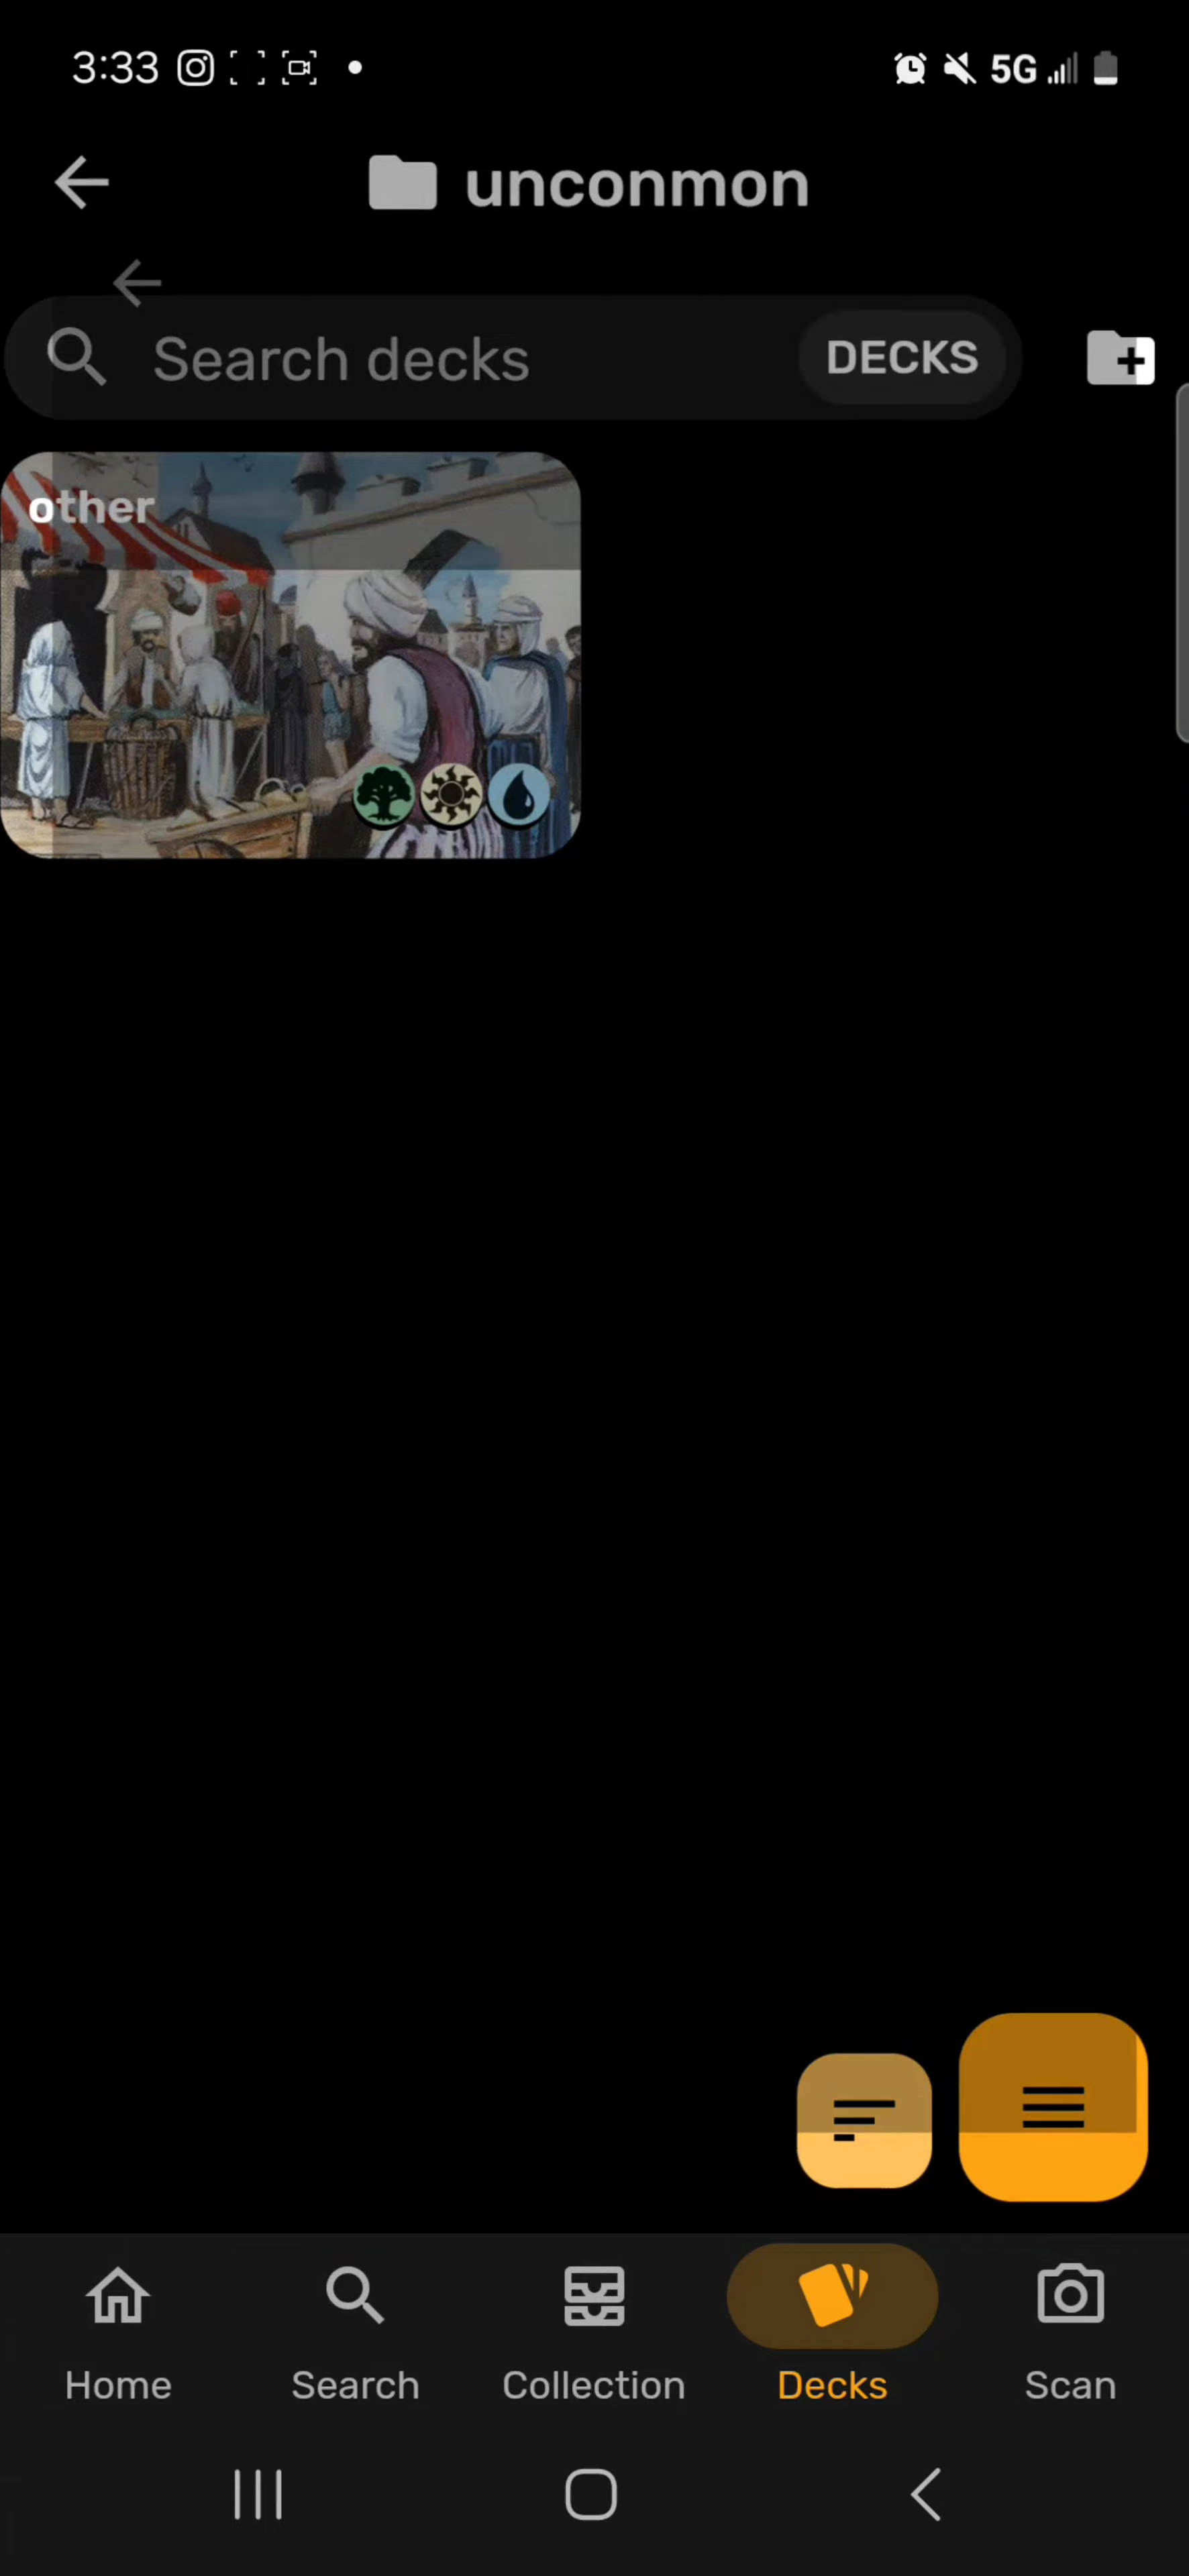 3:33
5G
unconmon
Search decks
DECKS
other
Home
Search
Collection
Decks
Scan